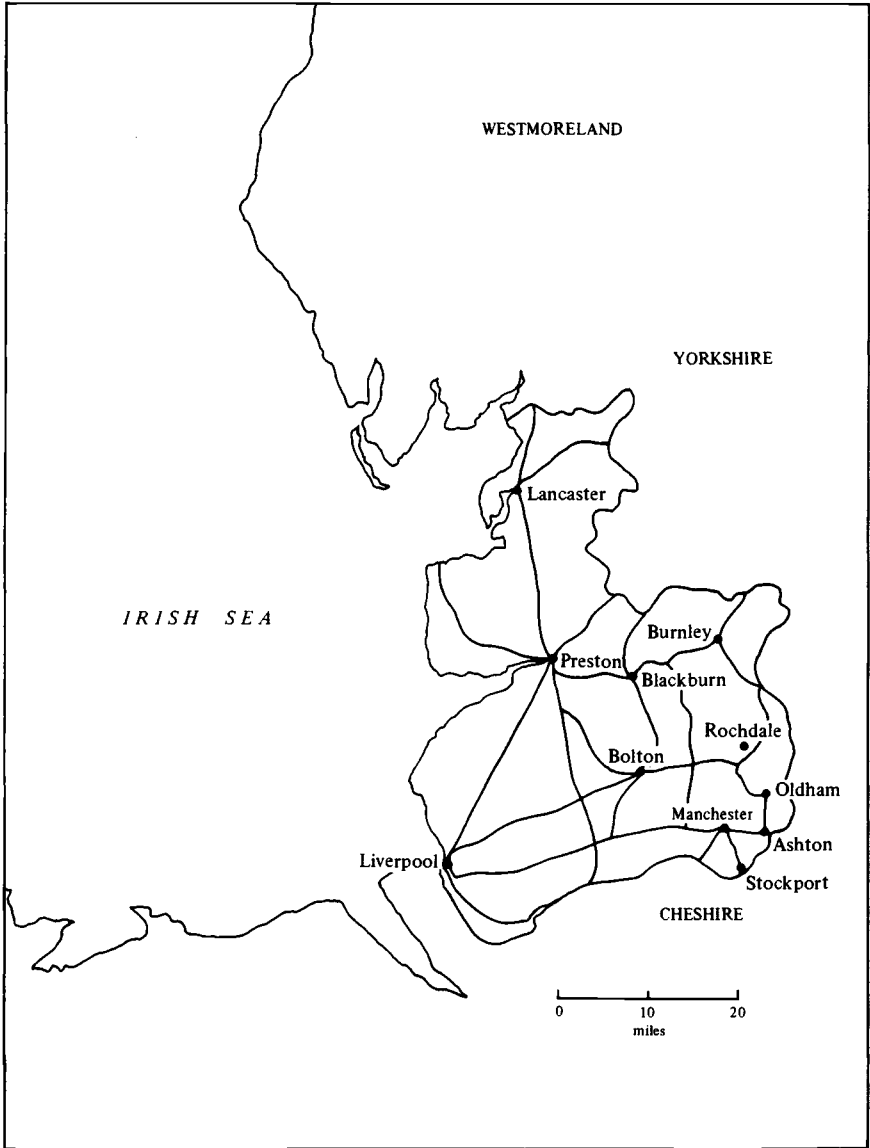 WESTMORELAND
YORKSHIRE
Lancaster
IRISH SEA
Burnley
Preston
Blackburn
Rochdale
Bolton
Oldham
Manchester
Ashton
Liverpool
Stockport
CHESHIRE
0 10 20
miles